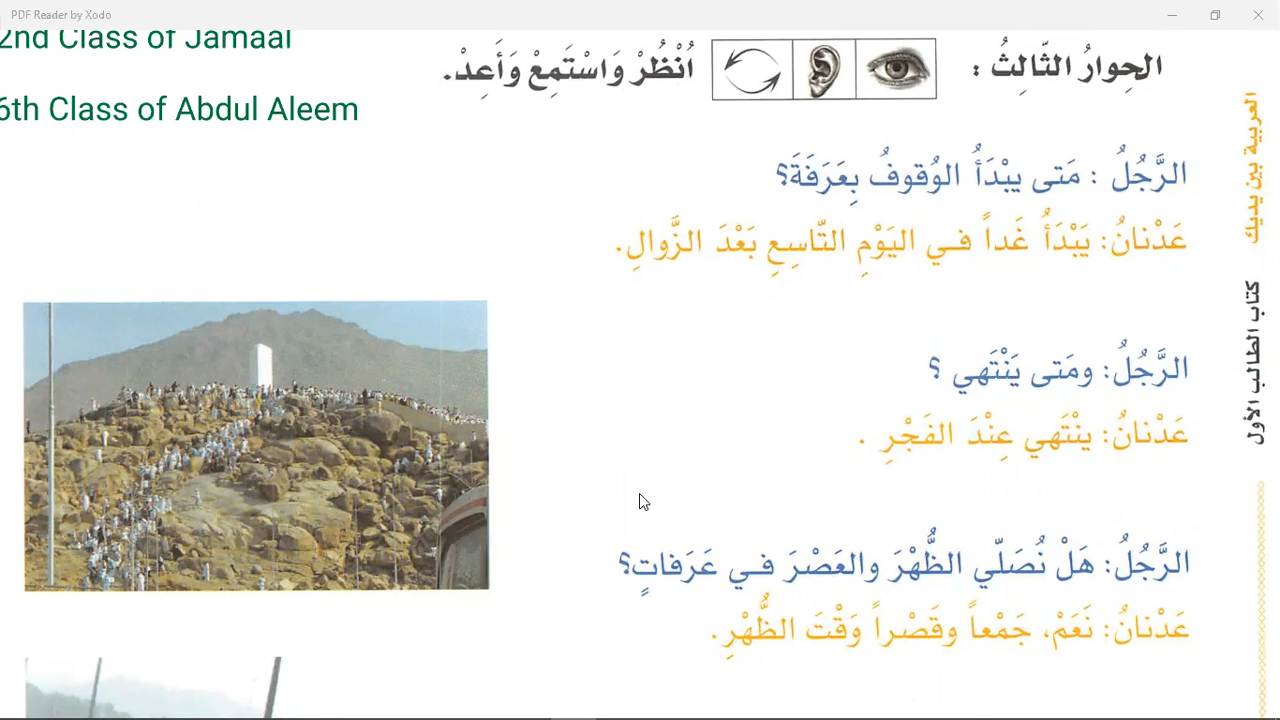 PDF Reader by Xodo
2nd Class of Jamaal
6th Class of Abdul Aleem
الحِوارُ الثّالِثُ : اُنْظُرْ وَاسْتَمِعْ وَأَعِدْ.
الرَّجُلُ : مَتى يبْدَأُ الوُقوفُ بِعَرَفَةَ؟
عَدْنانُ: يَبْدَأُ غَداً في اليَوْمِ التّاسِعِ بَعْدَ الزَّوالِ.
الرَّجُلُ: ومَتى يَنْتَهي ؟
عَدْنانُ: ينْتَهي عِنْدَ الفَجْرِ .
الرَّجُلُ: هَلْ نُصَلّي الظُّهْرَ والعَصْرَ في عَرَفاتٍ؟
عَدْنانُ: نَعَمْ، جَمْعاً وقَصْراً وَقْتَ الظُّهْرِ.
العربية بين يديك
كتاب الطالب الأول